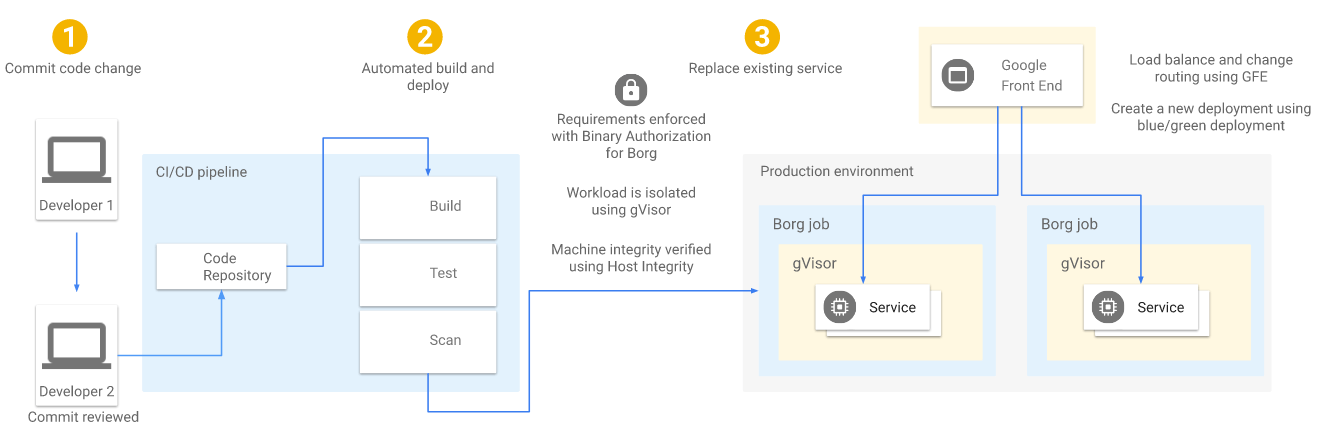 1
Commit code change
Developer 1
Developer 2
Commit reviewed
2
Automated build and
deploy
CI/CD pipeline
Code
Repository
Build
Test
Scan
3
Replace existing service
Requirements enforced
with Binary Authorization
for Borg
Workload is isolated
using gVisor
Machine integrity verified
using Host Integrity
Google
Front End
Load balance and change
routing using GFE
Create a new deployment using
blue/green deployment
Production environment
Borg job
gVisor
Service
Borg job
gVisor
Service